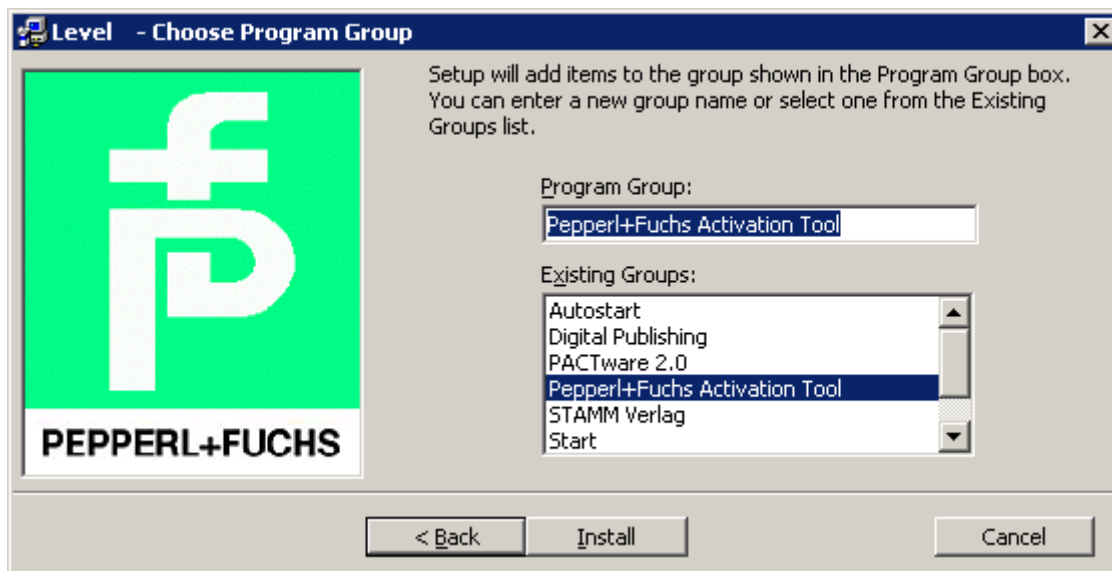 Level - Choose Program Group
Setup will add items to the group shown in the Program Group box.
You can enter a new group name or select one from the Existing
Groups list.
Program Group:
Pepperl+Fuchs Activation Tool
Existing Groups:
Autostart
Digital Publishing
PACTware 2.0
Pepperl+Fuchs Activation Tool
STAMM Verlag
Start
PEPPERL+FUCHS
< Back
Install
Cancel